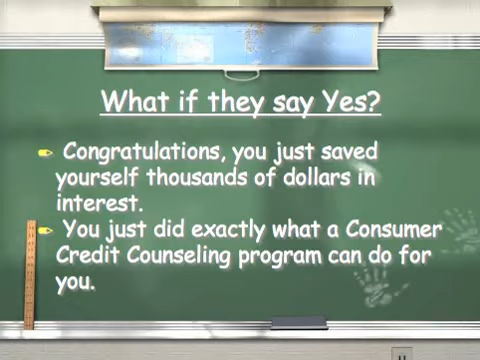 What if they say Yes?
Congratulations, you just saved
yourself thousands of dollars in
interest.
You just did exactly what a Consumer
Credit Counseling program can do for
you.